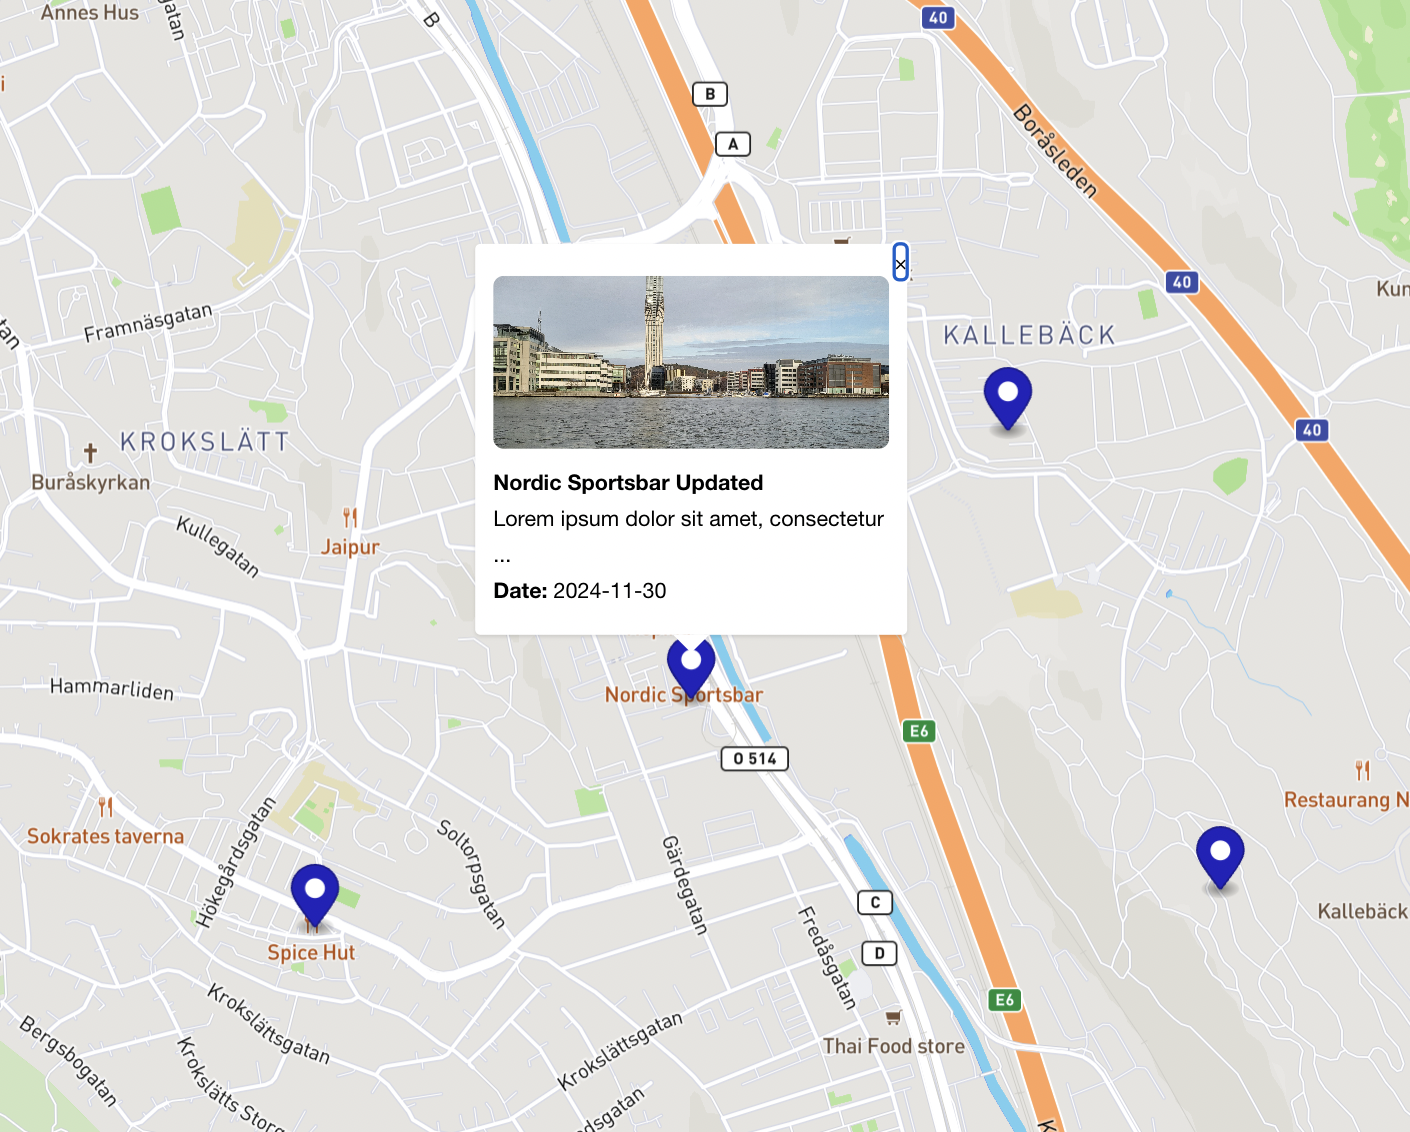 Annes Hus
gatan
B
40
B
A
Boråsleden
×
40
Kun
Framnäsgatan
tan
KALLEBÄCK
KROKSLÄTT
40
Buråskyrkan
Nordic Sportsbar Updated
Lorem ipsum dolor sit amet, consectetur
...
Date: 2024-11-30
Kullegatan
Jaipur
Hammarliden
Nordic Sportsbar
E6
O 514
Restaurang N
Sokrates taverna
Hökegårdsgatan
Soltorpsgatan
Gärdegatan
C
Kallebäck
Fredåsgatan
D
Spice Hut
E6
Krokslättsgatan
Bergsbogatan
Krokslättsgatan
Thai Food store
Krokslätts Storg
dsgatan
K